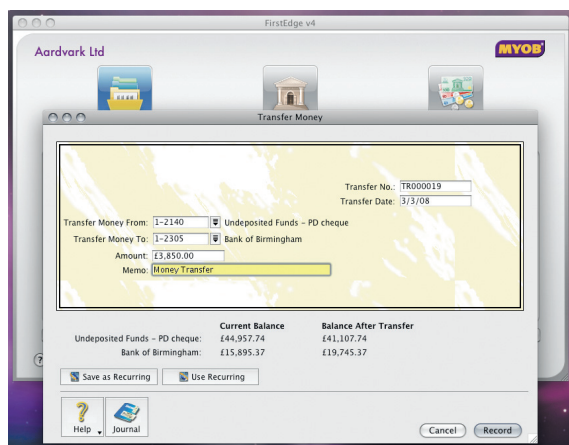 FirstEdge v4
Aardvark Ltd
MYOB
Transfer Money
Transfer No.: TR000019
Transfer Date: 3/3/08
Transfer Money From: 1-2140 Undeposited Funds - PD cheque
Transfer Money To: 1-2305 Bank of Birmingham
Amount: £3,850.00
Memo: Money Transfer
Current Balance Balance After Transfer
Undeposited Funds - PD cheque: £44,957.74 £41,107.74
Bank of Birmingham: £15,895.37 £19,745.37
Save as Recurring Use Recurring
?
Help Journal Cancel Record